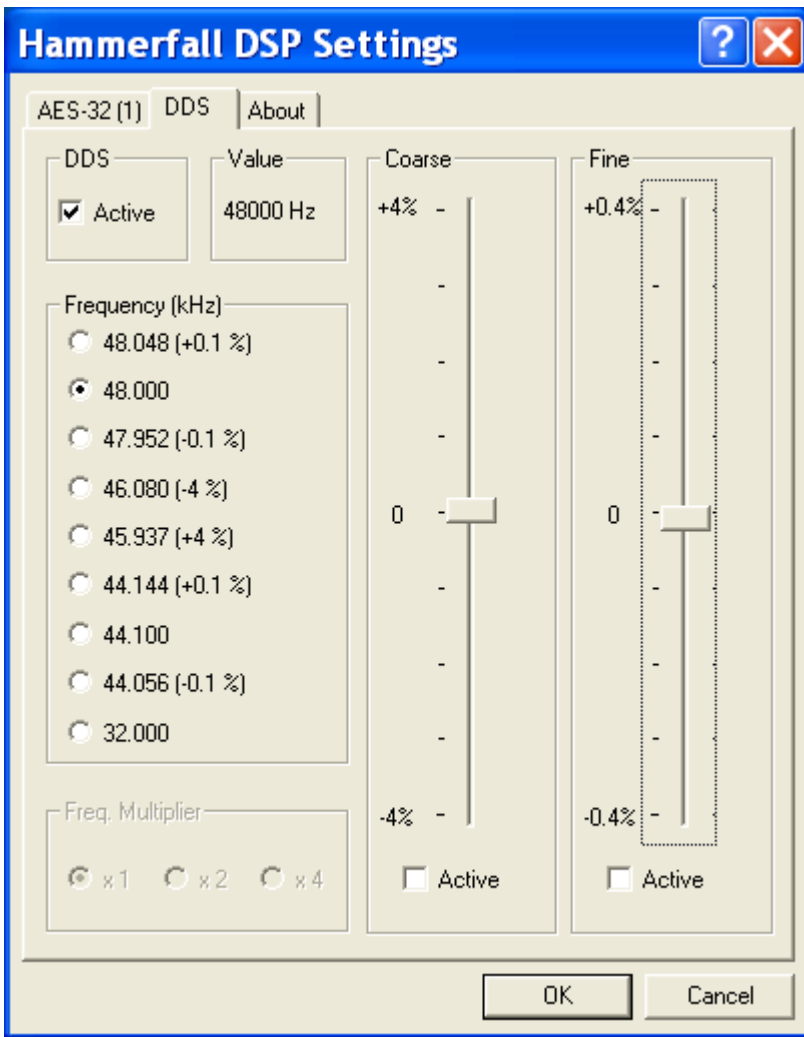 Hammerfall DSP Settings
AES-32 (1) DDS About
DDS
Active
Value
48000 Hz
Frequency (kHz)
48.048 (+0.1 %)
48.000
47.952 (-0.1 %)
46.080 (-4 %)
45.937 (+4 %)
44.144 (+0.1 %)
44.100
44.056 (-0.1 %)
32.000
Freq. Multiplier
x 1 x 2 x 4
Coarse
+4%
0
-4%
Active
Fine
+0.4%
0
-0.4%
Active
OK Cancel